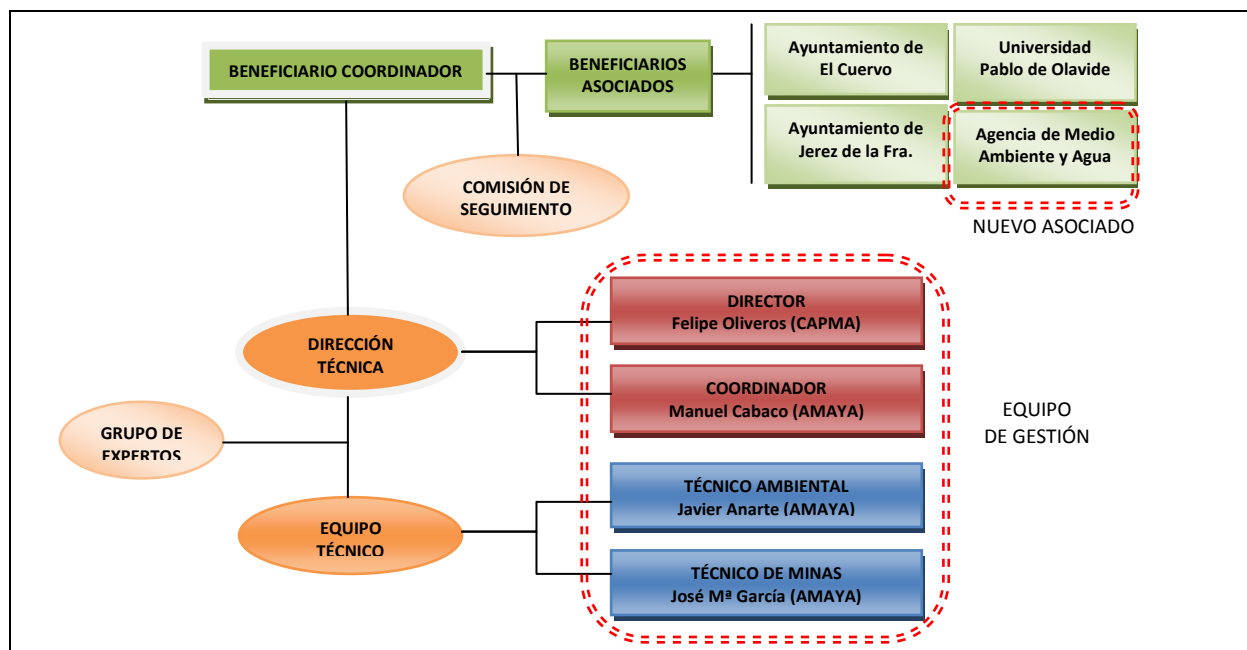 BENEFICIARIO COORDINADOR
BENEFICIARIOS
ASOCIADOS
Ayuntamiento de
El Cuervo
Universidad
Pablo de Olavide
Ayuntamiento de
Jerez de la Fra.
Agencia de Medio
Ambiente y Agua
NUEVO ASOCIADO
COMISIÓN DE
SEGUIMIENTO
DIRECCIÓN
TÉCNICA
DIRECTOR
Felipe Oliveros (CAPMA)
COORDINADOR
Manuel Cabaco (AMAYA)
EQUIPO
DE GESTIÓN
GRUPO DE
EXPERTOS
EQUIPO
TÉCNICO
TÉCNICO AMBIENTAL
Javier Anarte (AMAYA)
TÉCNICO DE MINAS
José Mª García (AMAYA)